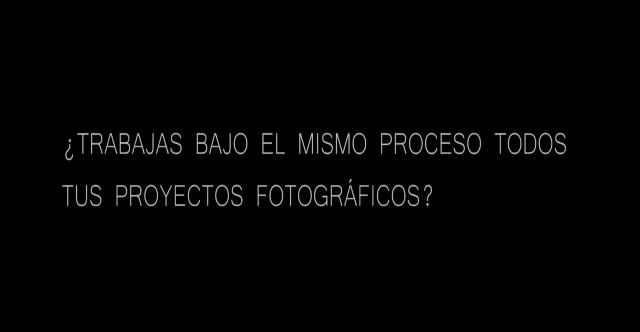 ¿TRABAJAS BAJO EL MISMO PROCESO TODOS
TUS PROYECTOS FOTOGRÁFICOS?